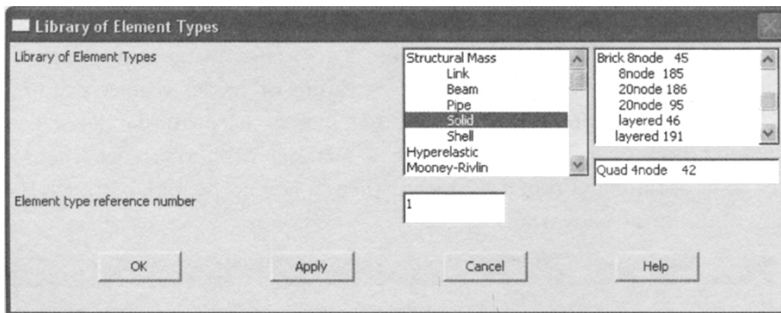 Library of Element Types
Library of Element Types
Structural Mass
Link
Beam
Pipe
Solid
Shell
Hyperelastic
Mooney-Rivlin
Brick 8node 45
8node 185
20node 186
20node 95
layered 46
layered 191
Quad 4node 42
Element type reference number
1
OK Apply Cancel Help